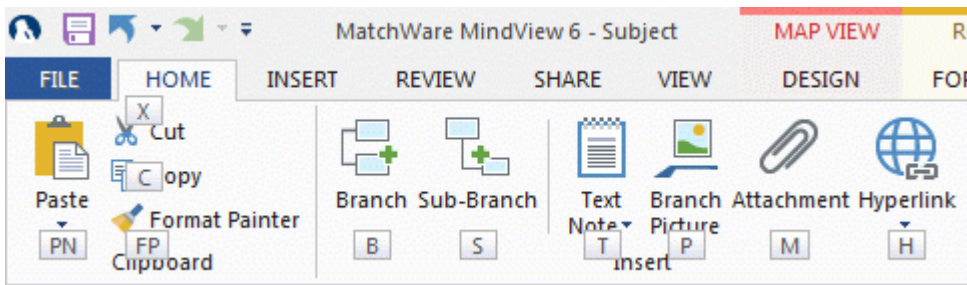 MatchWare MindView 6 - Subject MAP VIEW R
FILE HOME INSERT REVIEW SHARE VIEW DESIGN FOR
X
Cut
C opy
Paste Branch Sub-Branch Text Branch Attachment Hyperlink
Format Painter Note Picture
PN FP B S T P M H
Clipboard Insert